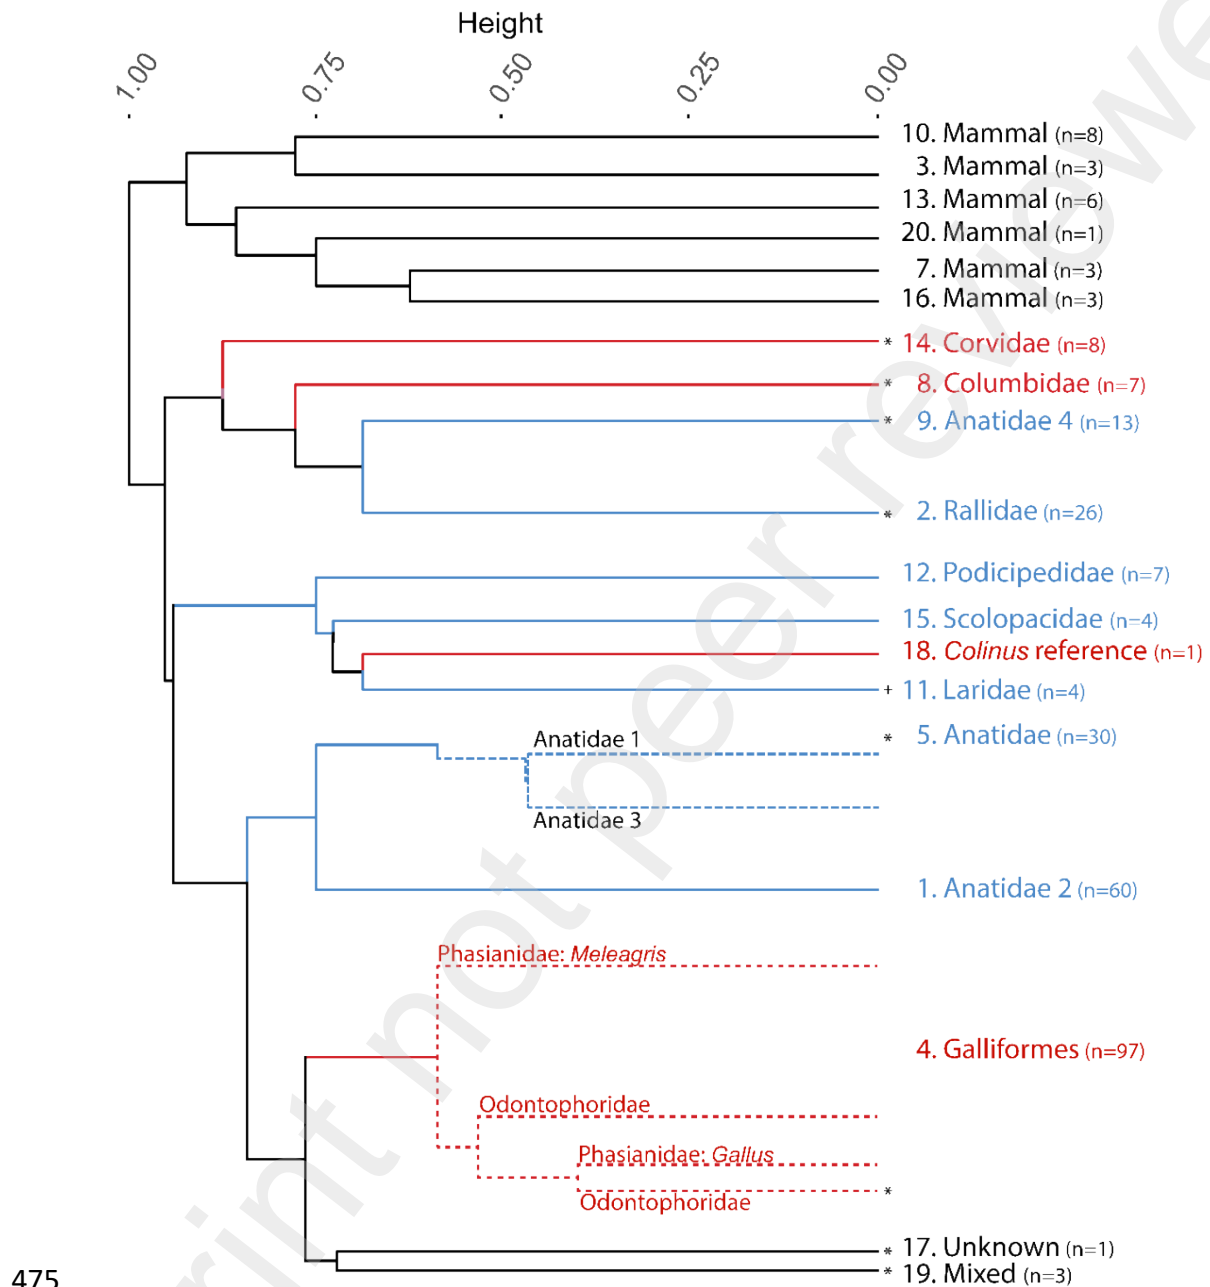 Height
1.00 0.75 0.50 0.25 0.00
10. Mammal (n=8)
3. Mammal (n=3)
13. Mammal (n=6)
20. Mammal (n=1)
7. Mammal (n=3)
16. Mammal (n=3)
* 14. Corvidae (n=8)
* 8. Columbidae (n=7)
* 9. Anatidae 4 (n=13)
* 2. Rallidae (n=26)
12. Podicipedidae (n=7)
15. Scolopacidae (n=4)
18. Colinus reference (n=1)
+ 11. Laridae (n=4)
Anatidae 1 * 5. Anatidae (n=30)
Anatidae 3
1. Anatidae 2 (n=60)
Phasianidae: Meleagris
4. Galliformes (n=97)
Odontophoridae
Phasianidae: Gallus
Odontophoridae *
* 17. Unknown (n=1)
* 19. Mixed (n=3)
475
print not peer reviewe